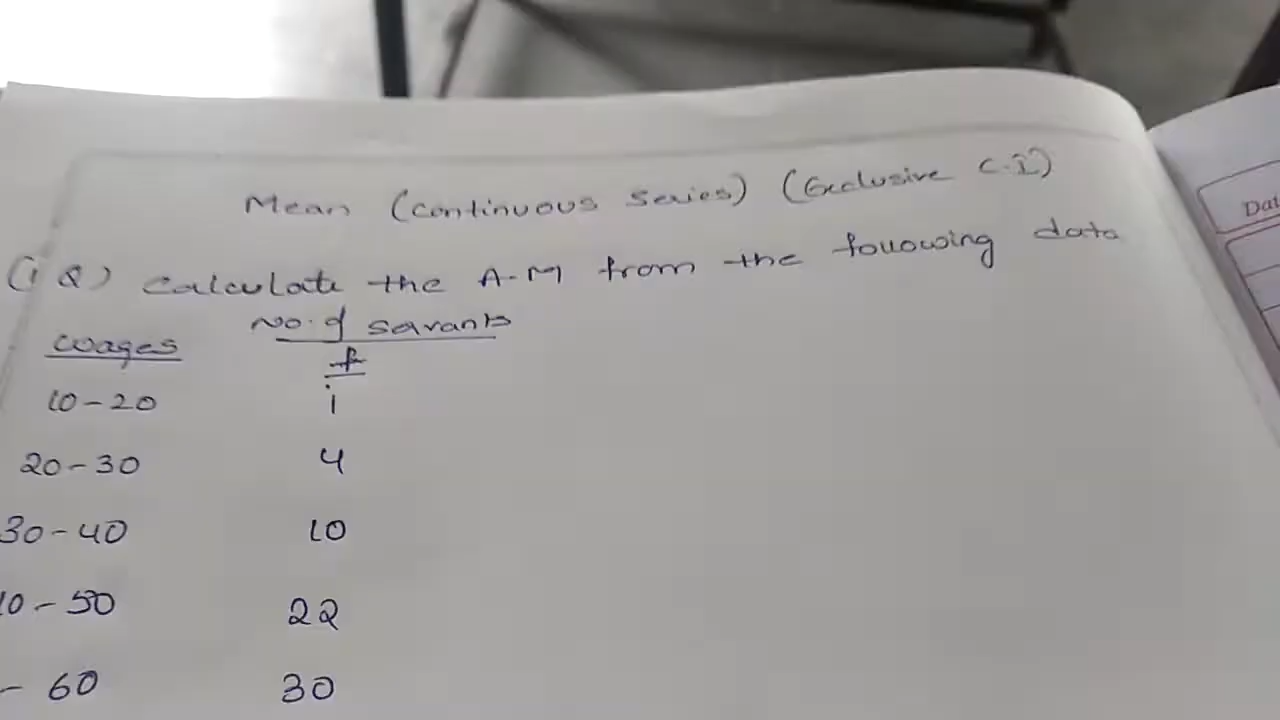 Mean (Continuous Series) (Exclusive C.I)
(1 Q) Calculate the A.M from the following data
Wages No. of servants
f
10-20 1
20-30 4
30-40 10
0-50 22
- 60 30
Dat